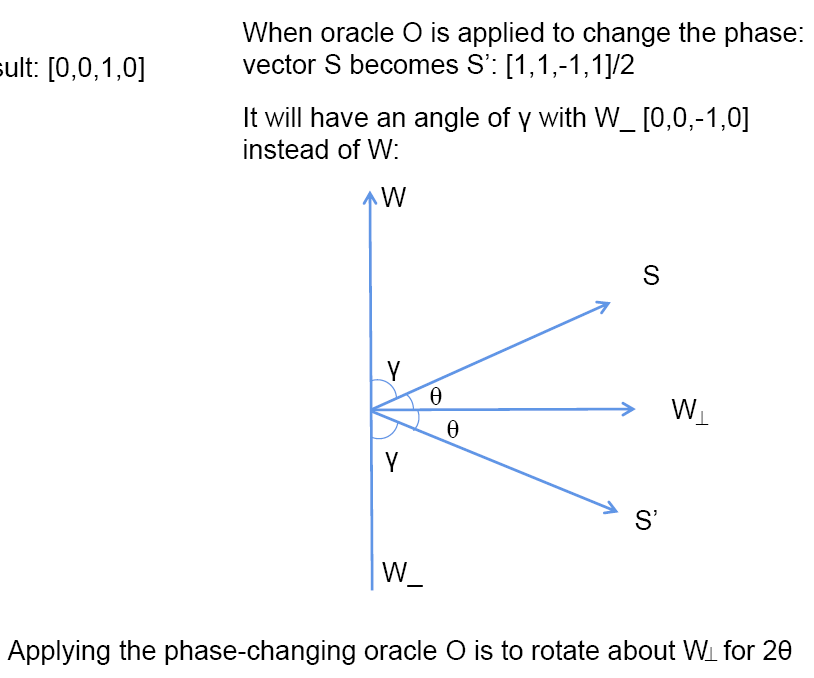 When oracle O is applied to change the phase:
sult: [0,0,1,0]
vector S becomes S’: [1,1,-1,1]/2
It will have an angle of γ with W_ [0,0,-1,0]
instead of W:
W
S
γ
θ
W⊥
θ
γ
S’
W_
Applying the phase-changing oracle O is to rotate about W⊥ for 2θ